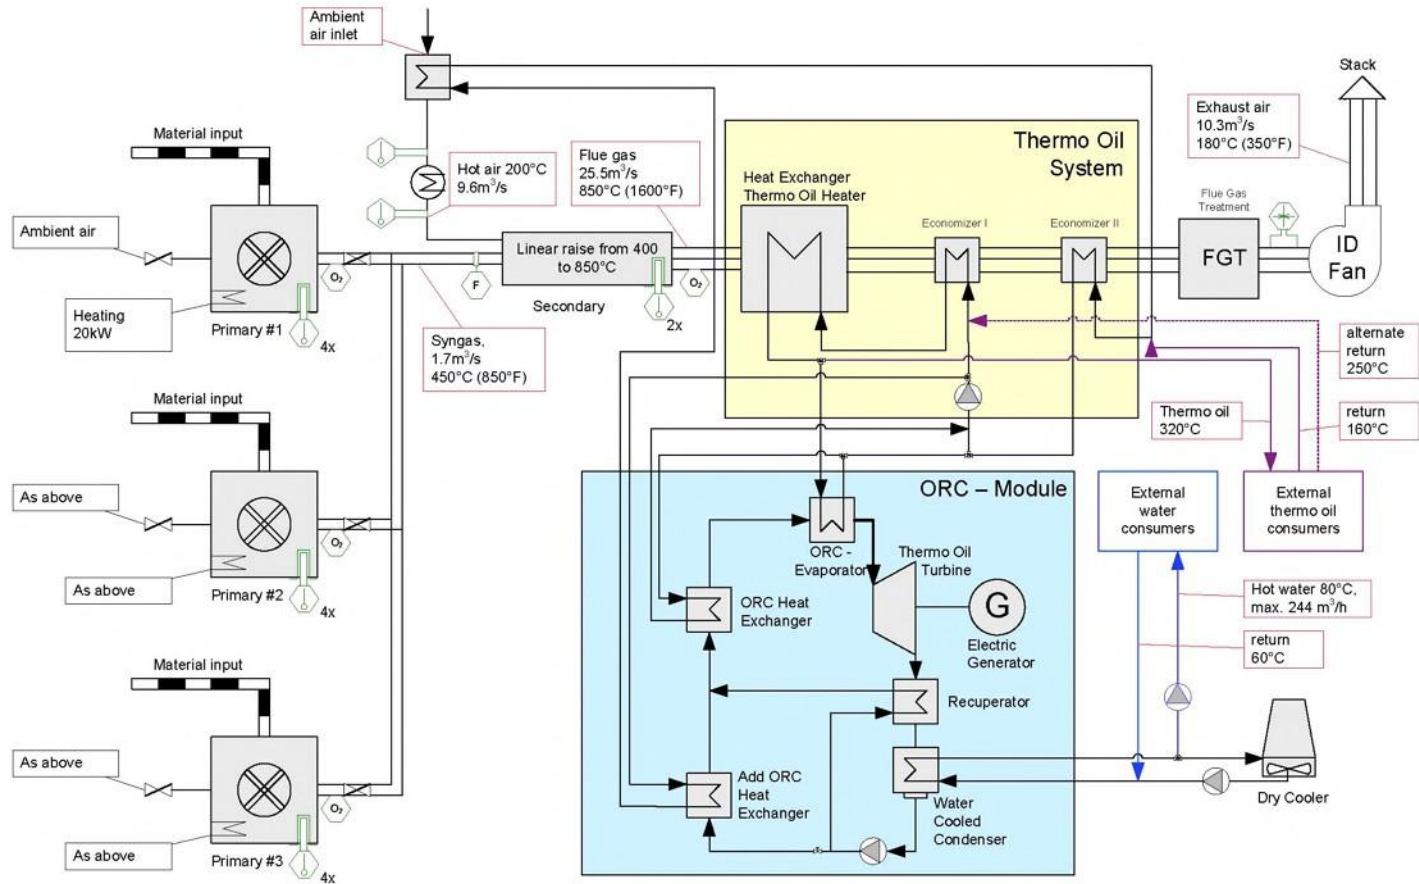 Ambient
air inlet
Stack
Exhaust air
10.3m³/s
180°C (350°F)
Material input
Thermo Oil
System
Flue gas
25.5m³/s
850°C (1600°F)
Hot air 200°C
9.6m³/s
Heat Exchanger
Thermo Oil Heater
Flue Gas
Treatment
Economizer I
Economizer II
Ambient air
Linear raise from 400
to 850°C
FGT
ID
Fan
O₂
F
O₂
Secondary
2x
Heating
20kW
Primary #1
4x
Syngas,
1.7m³/s
450°C (850°F)
alternate
return
250°C
Material input
Thermo oil
320°C
return
160°C
As above
O₂
As above
Primary #2
4x
ORC – Module
External
water
consumers
External
thermo oil
consumers
ORC -
Evaporator
Thermo Oil
Turbine
ORC Heat
Exchanger
G
Electric
Generator
Hot water 80°C,
max. 244 m³/h
return
60°C
Material input
Recuperator
As above
O₂
As above
Primary #3
4x
Add ORC
Heat
Exchanger
Water
Cooled
Condenser
Dry Cooler